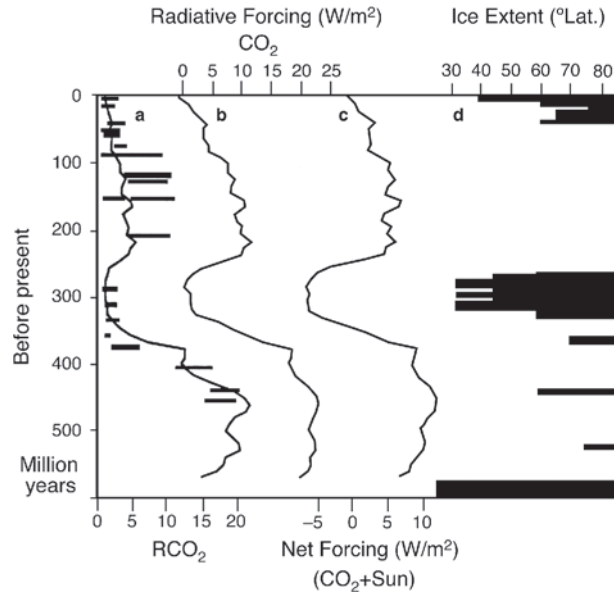 Radiative Forcing (W/m²) Ice Extent (ºLat.)
CO₂
0 5 10 15 20 25 30 40 50 60 70 80
0
a b c d
100
200
300
400
500
Before present
Million
years
0 5 10 15 20 –5 0 5 10
RCO₂ Net Forcing (W/m²)
(CO₂+Sun)